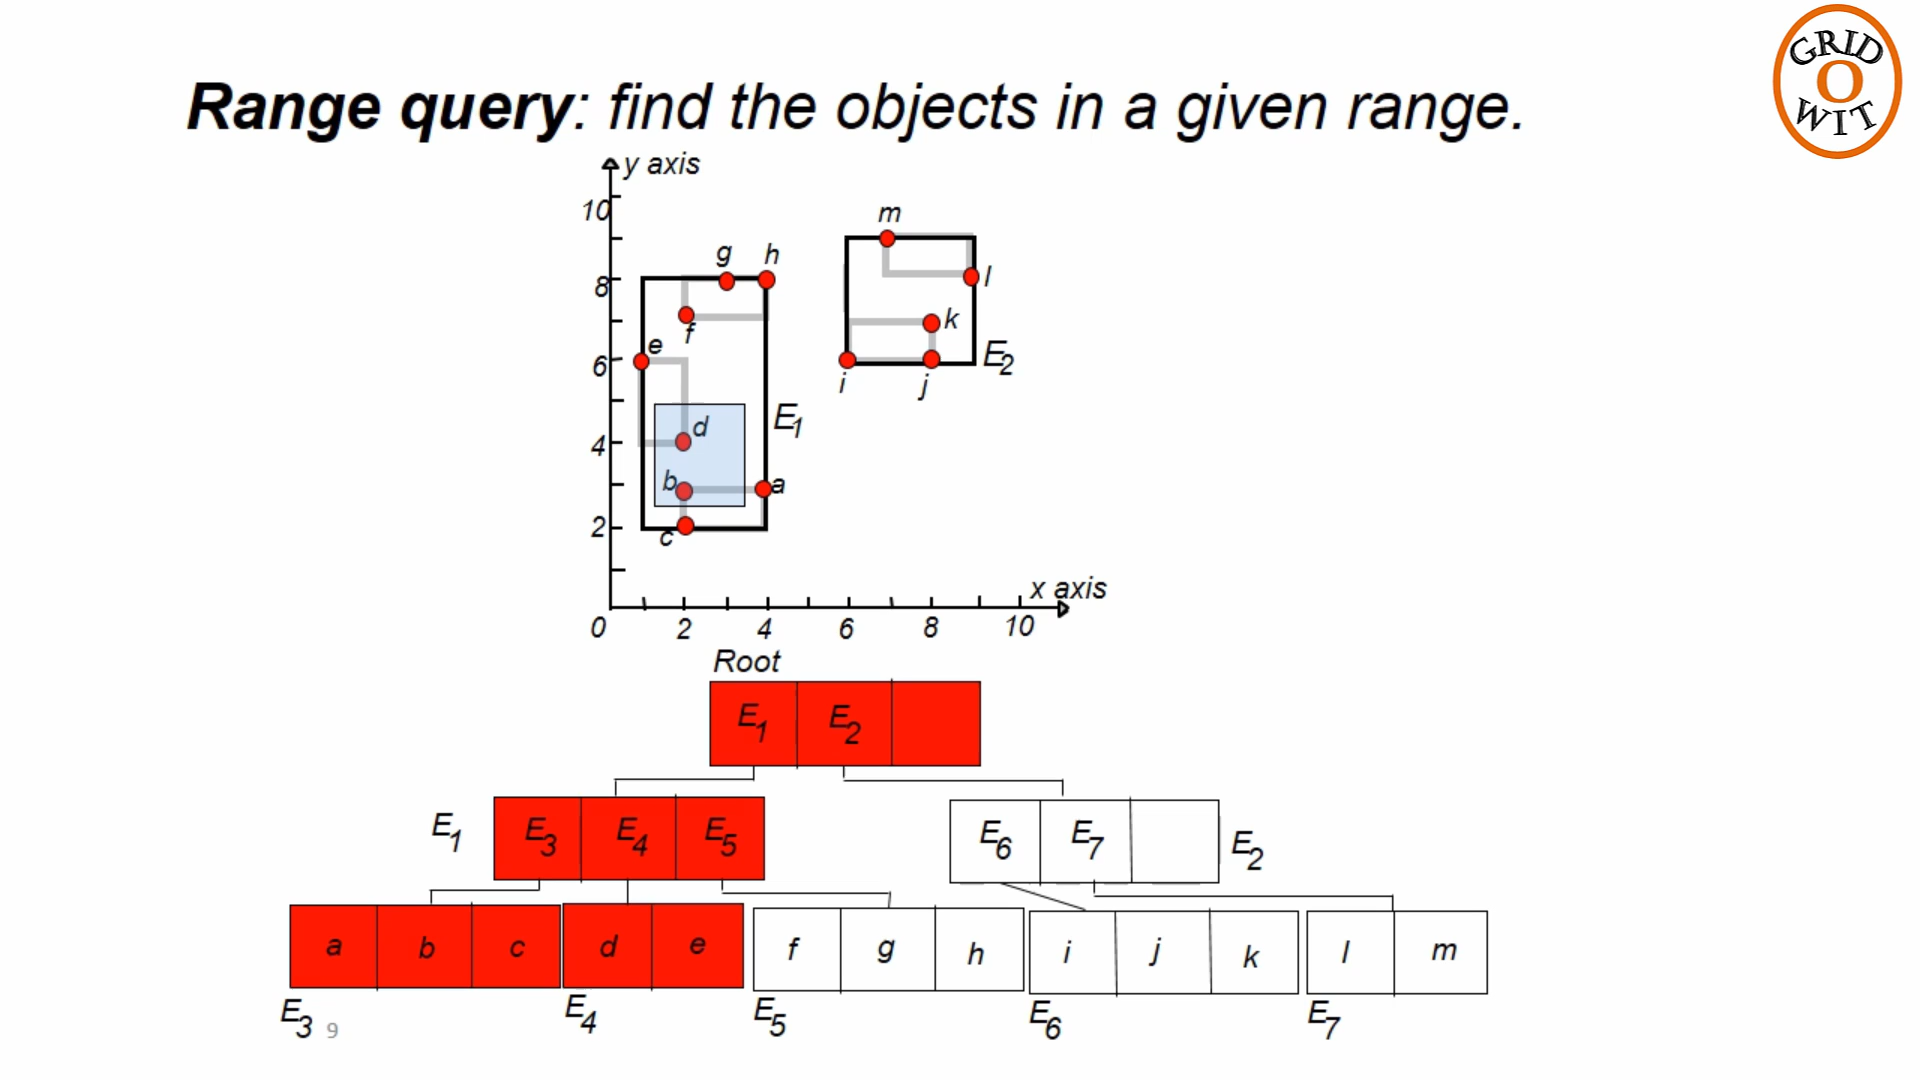 GRID
O
WIT
Range query: find the objects in a given range.
y axis
10
8
6
4
2
0
2
4
6
8
10
x axis
m
g
h
l
f
k
e
E2
i
j
d
E1
b
a
c
Root
E1 E2
E1
E3 E4 E5
E6 E7
E2
a b c
d e
f g h
i j k
l m
E3
E4
E5
E6
E7
9